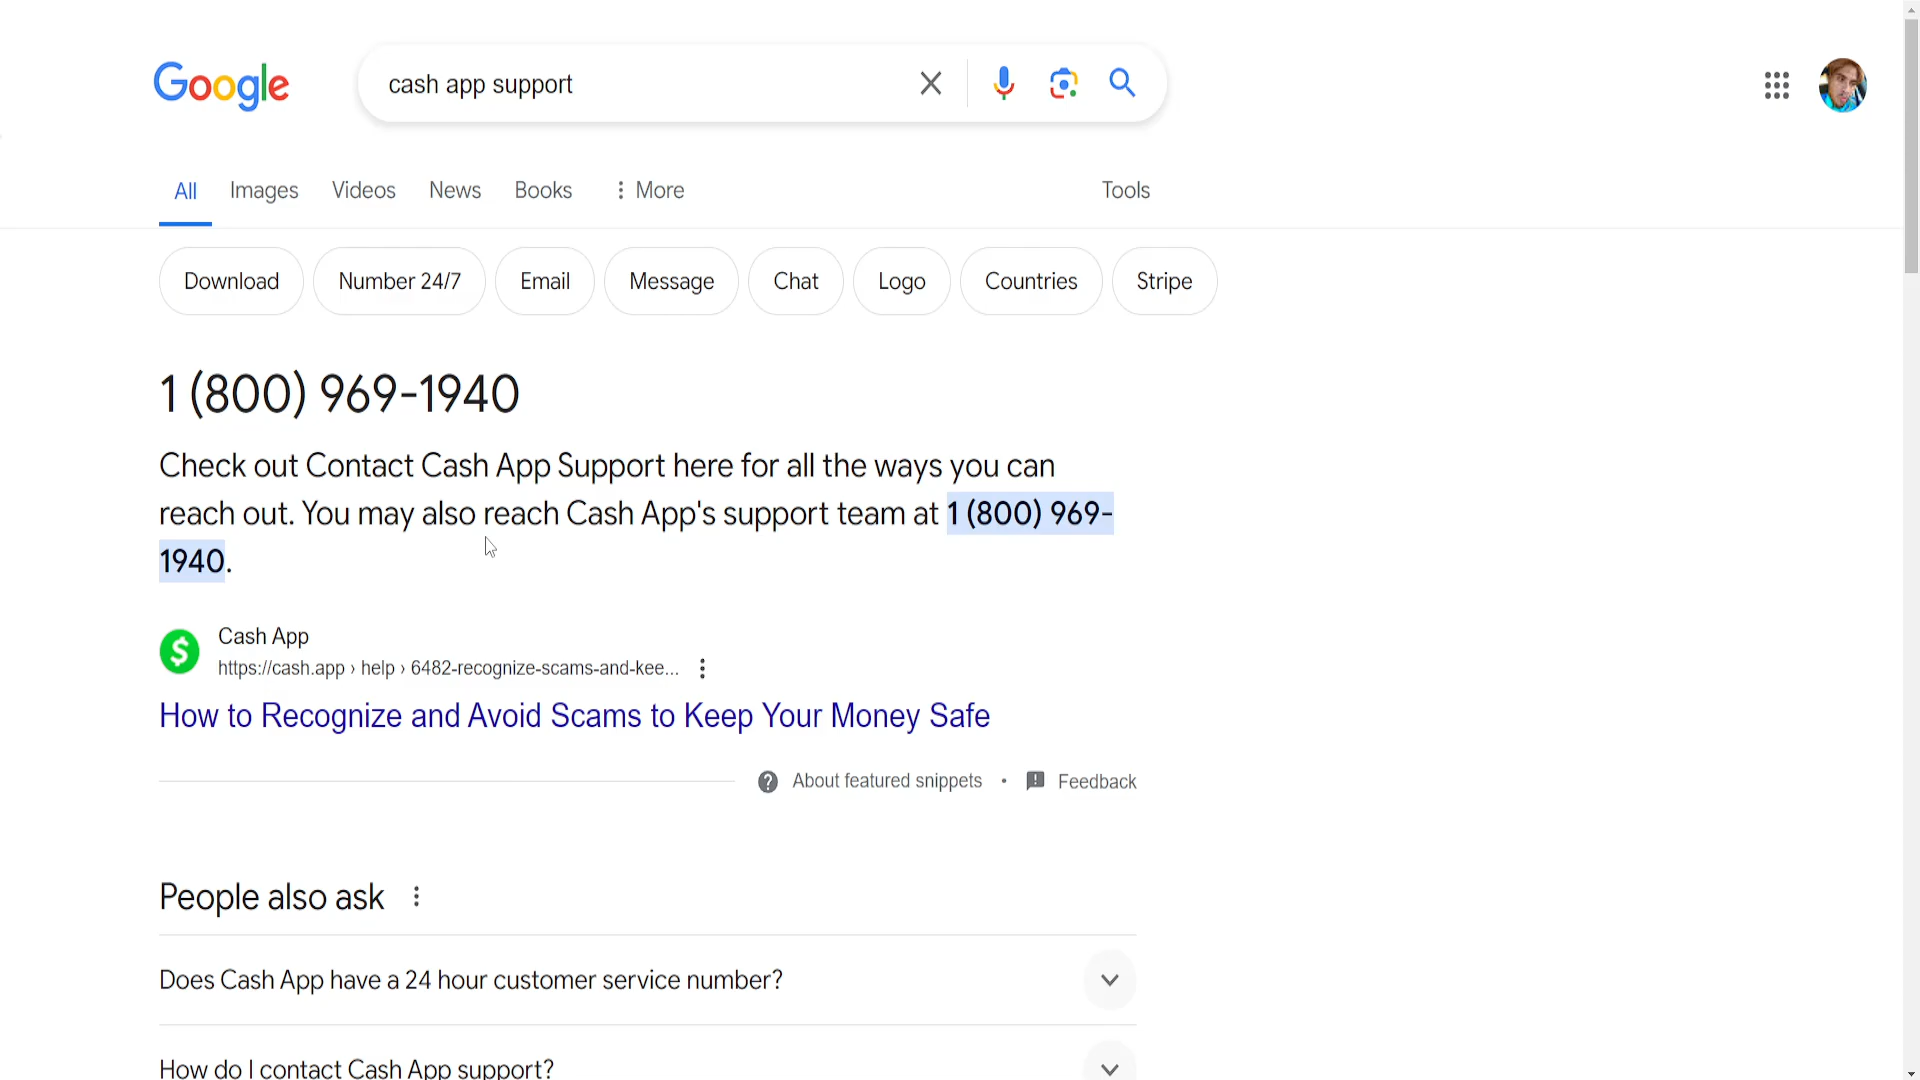 Google
cash app support
All
Images
Videos
News
Books
More
Tools
Download
Number 24/7
Email
Message
Chat
Logo
Countries
Stripe
1 (800) 969-1940
Check out Contact Cash App Support here for all the ways you can
reach out. You may also reach Cash App's support team at 1 (800) 969-
1940.
Cash App
https://cash.app › help › 6482-recognize-scams-and-kee...
How to Recognize and Avoid Scams to Keep Your Money Safe
About featured snippets • Feedback
People also ask
Does Cash App have a 24 hour customer service number?
How do I contact Cash App support?